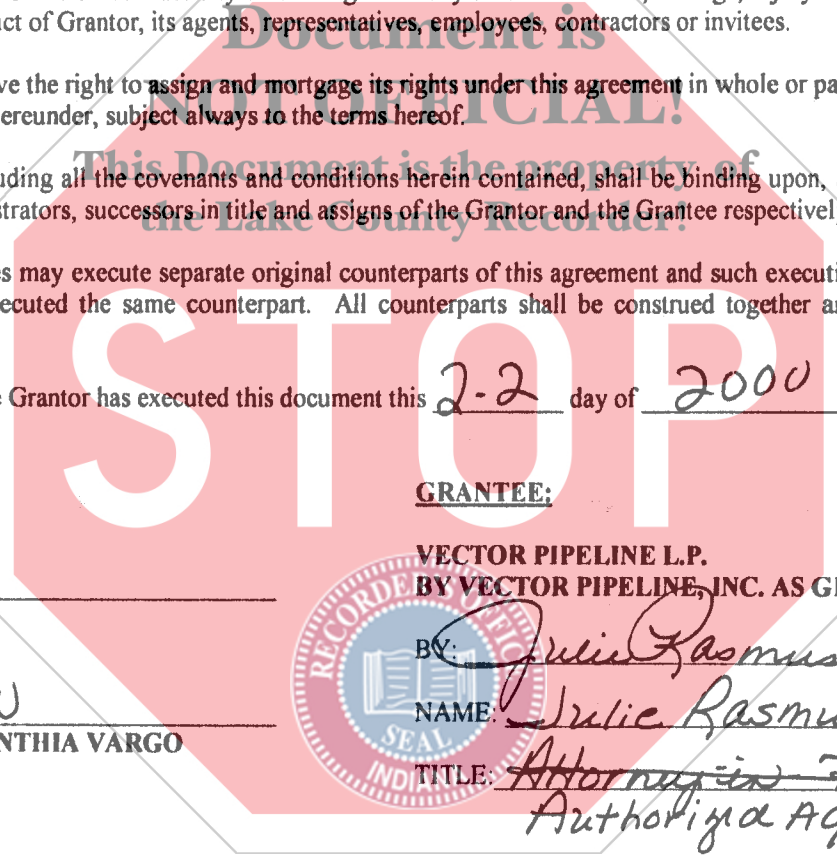 act of Grantor, its agents, representatives, employees, contractors or invitees.
Document is
ve the right to assign and mortgage its rights under this agreement in whole or pa
NOT OFFICIAL!
ereunder, subject always to the terms hereof.
This Document is the property of
uding all the covenants and conditions herein contained, shall be binding upon,
the Lake County Recorder!
strators, successors in title and assigns of the Grantor and the Grantee respectivel
s may execute separate original counterparts of this agreement and such executi
ecuted the same counterpart. All counterparts shall be construed together an
STOP
e Grantor has executed this document this 2-2 day of 2000
GRANTEE:
VECTOR PIPELINE L.P.
BY VECTOR PIPELINE, INC. AS GE
BY: Julie Rasmus
NAME: Julie Rasmu
NTHIA VARGO
TITLE: Attorney-in-F
Authorized Ag
RECORDER'S OFFIC
SEAL
INDIANA